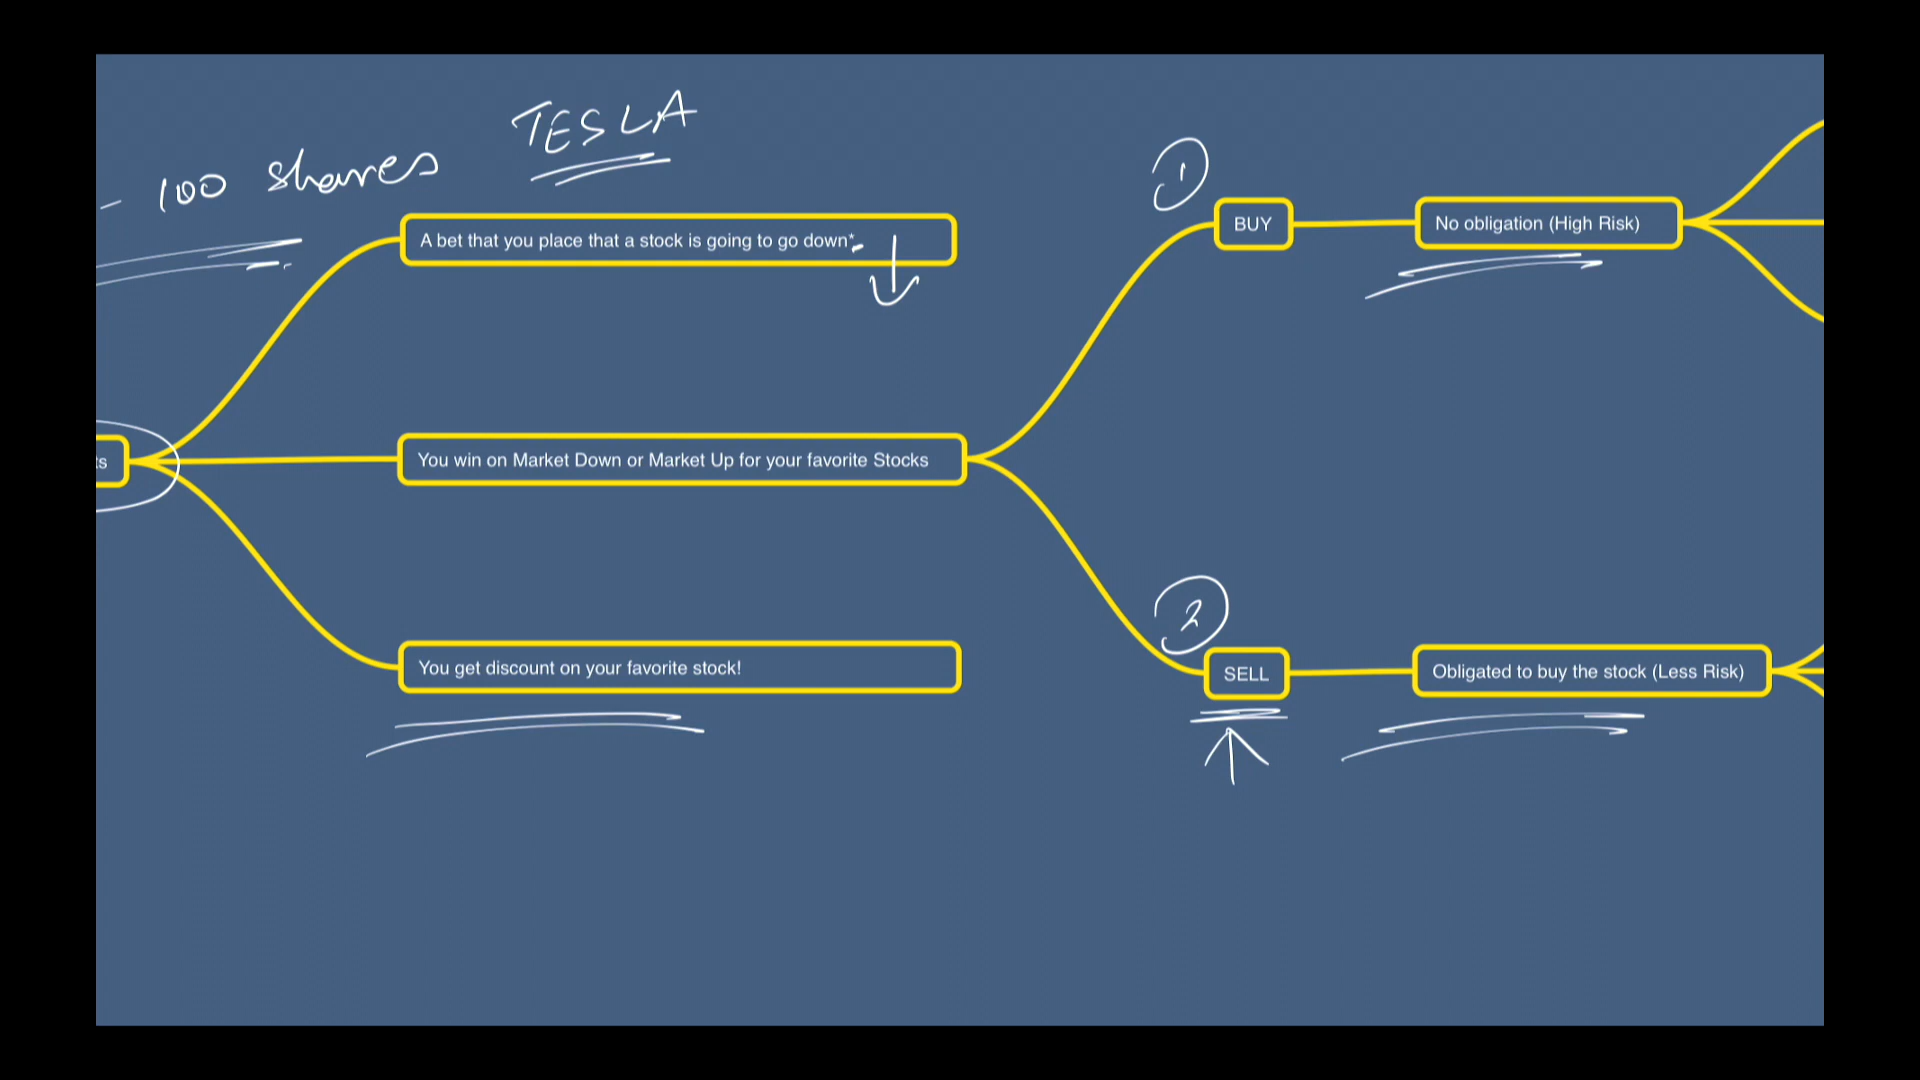 TESLA
- 100 shares
A bet that you place that a stock is going to go down*
1
BUY
No obligation (High Risk)
ts
You win on Market Down or Market Up for your favorite Stocks
2
You get discount on your favorite stock!
SELL
Obligated to buy the stock (Less Risk)